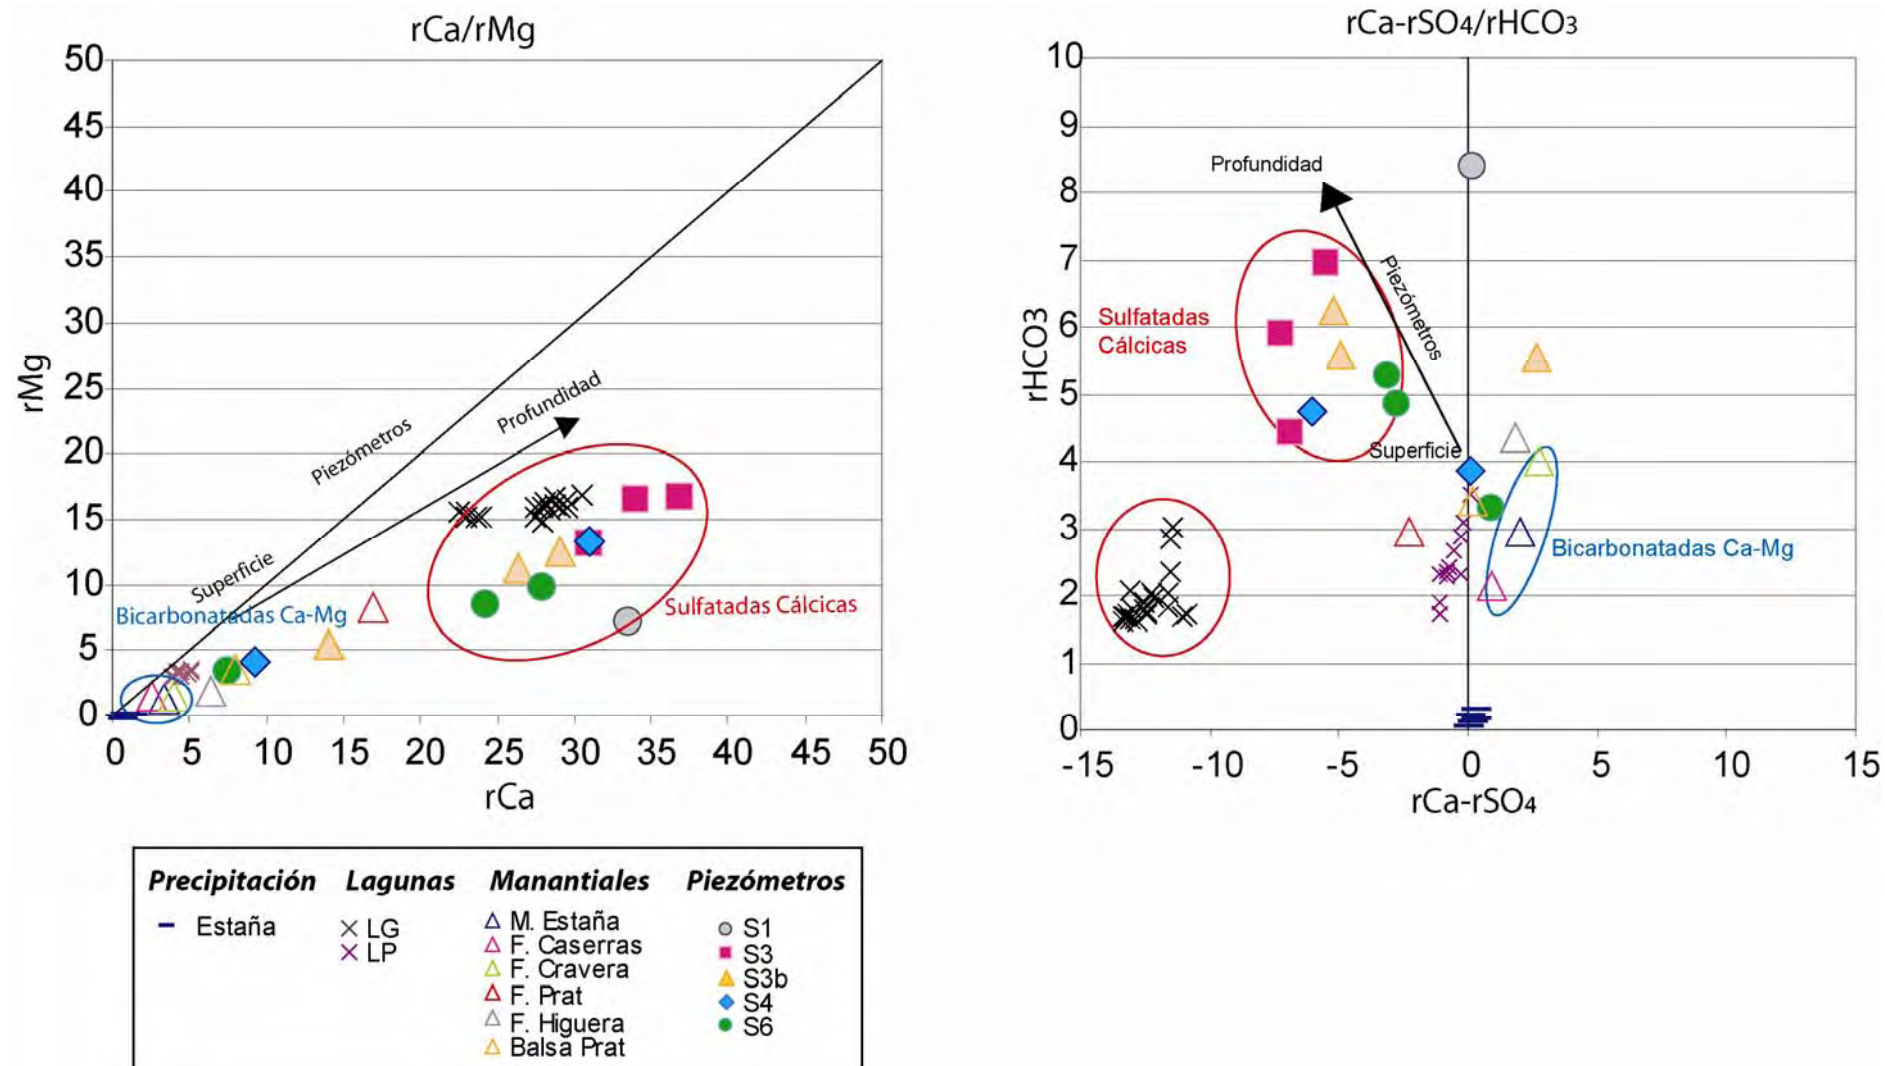 rCa/rMg
50
45
40
35
30
25
20
15
10
5
0
rMg
0 5 10 15 20 25 30 35 40 45 50
rCa
Piezómetros
Profundidad
Superficie
Bicarbonatadas Ca-Mg
Sulfatadas Cálcicas
rCa-rSO4/rHCO3
10
9
8
7
6
5
4
3
2
1
0
rHCO3
-15 -10 -5 0 5 10 15
rCa-rSO4
Profundidad
Piezómetros
Superficie
Sulfatadas
Cálcicas
Bicarbonatadas Ca-Mg
Precipitación Lagunas Manantiales Piezómetros
Estaña
LG
LP
M. Estaña
F. Caserras
F. Cravera
F. Prat
F. Higuera
Balsa Prat
S1
S3
S3b
S4
S6